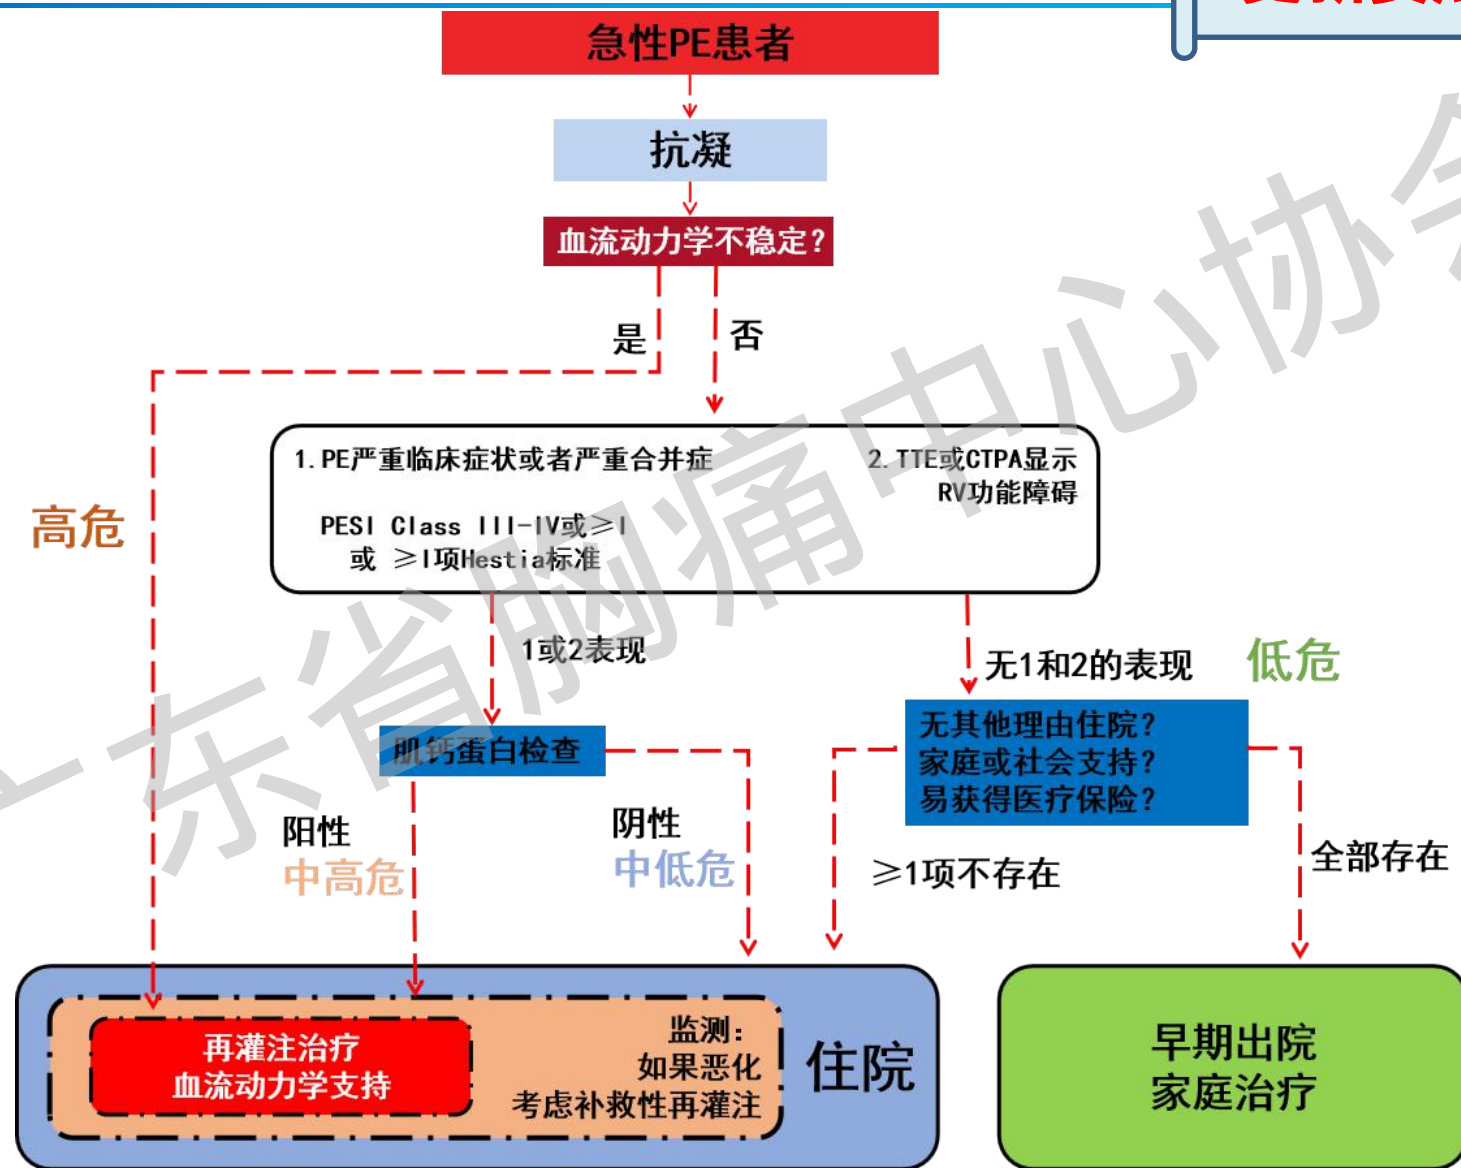 急性PE患者
抗凝
血流动力学不稳定?
是
否
1.PE严重临床症状或者严重合并症
PESI Class III-IV或≥I
或 ≥I项Hestia标准
2.TTE或CTPA显示
RV功能障碍
高危
1或2表现
无1和2的表现
低危
肌钙蛋白检查
无其他理由住院?
家庭或社会支持?
易获得医疗保险?
阳性
中高危
阴性
中低危
≥1项不存在
全部存在
再灌注治疗
血流动力学支持
监测:
如果恶化
考虑补救性再灌注
住院
早期出院
家庭治疗
东省胸痛中心协会